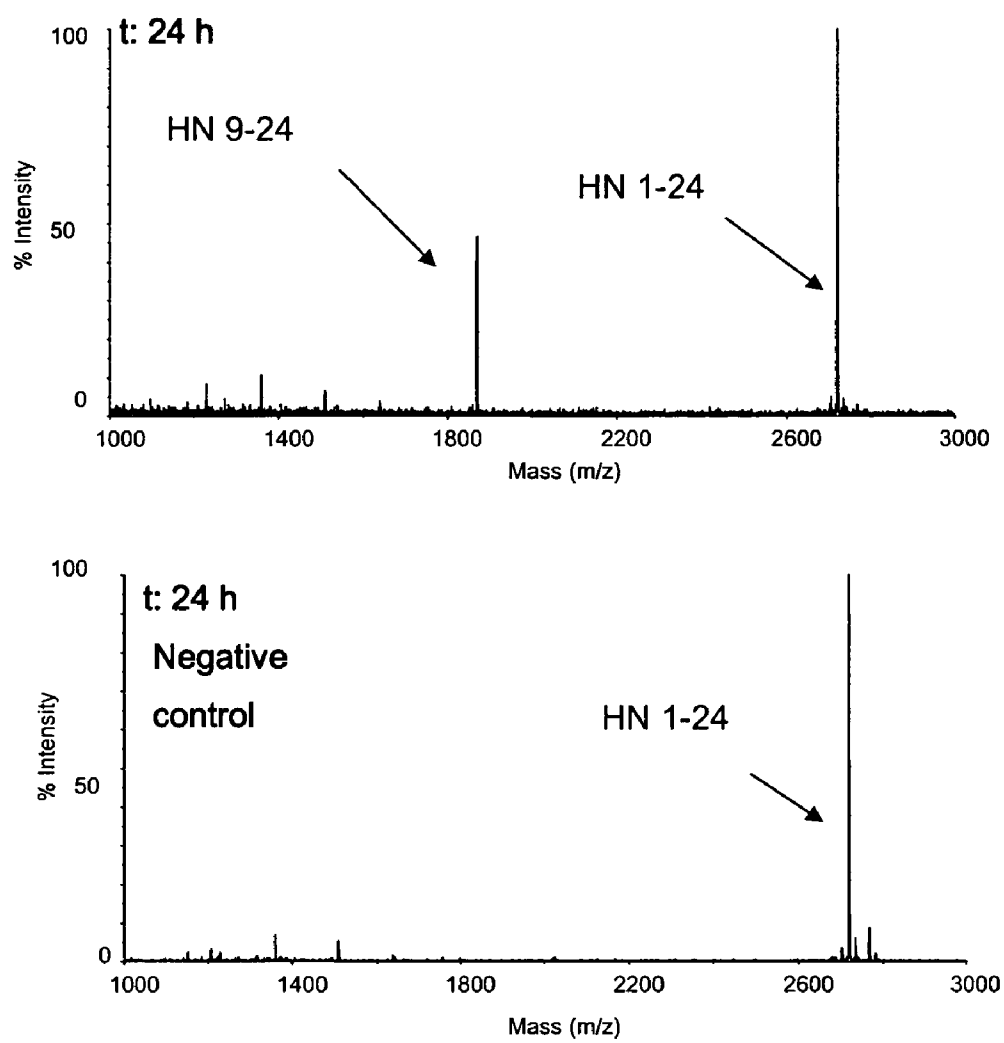 t: 24 h
100
HN 9-24
HN 1-24
% Intensity
50
0
1000 1400 1800 2200 2600 3000
Mass (m/z)
100
t: 24 h
Negative
control
HN 1-24
% Intensity
50
0
1000 1400 1800 2200 2600 3000
Mass (m/z)